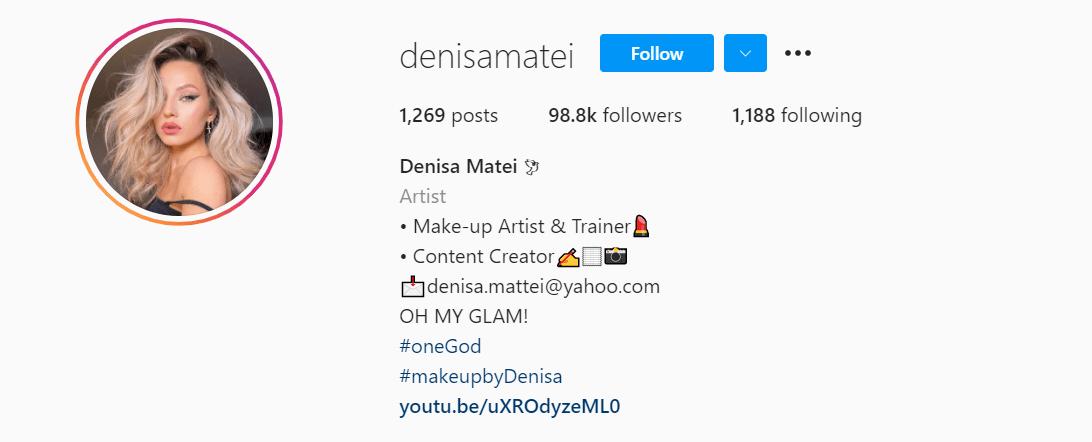 denisamatei Follow
1,269 posts 98.8k followers 1,188 following
Denisa Matei 🕊
Artist
• Make-up Artist & Trainer💄
• Content Creator✍️📷
📩denisa.mattei@yahoo.com
OH MY GLAM!
#oneGod
#makeupbyDenisa
youtu.be/uXROdyzeML0